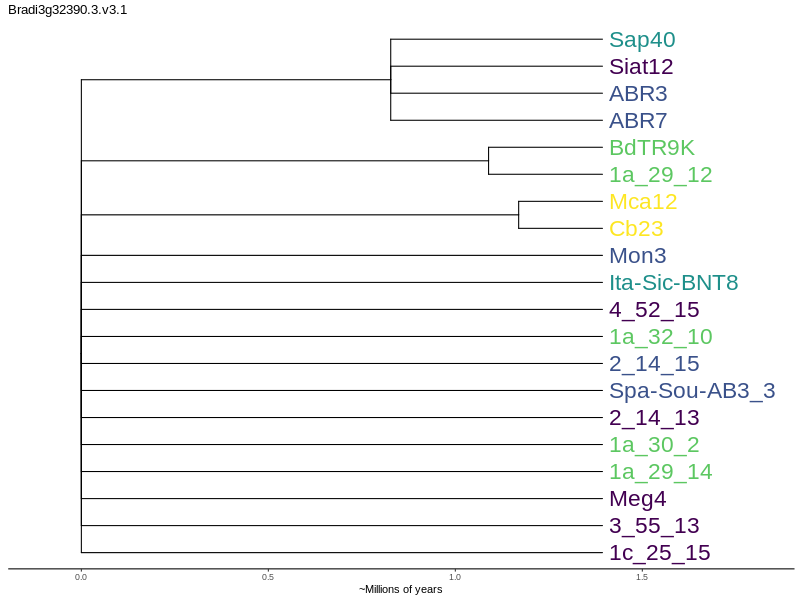 Bradi3g32390.3.v3.1
Sap40
Siat12
ABR3
ABR7
BdTR9K
1a_29_12
Mca12
Cb23
Mon3
Ita-Sic-BNT8
4_52_15
1a_32_10
2_14_15
Spa-Sou-AB3_3
2_14_13
1a_30_2
1a_29_14
Meg4
3_55_13
1c_25_15
0.0 0.5 1.0 1.5
~Millions of years